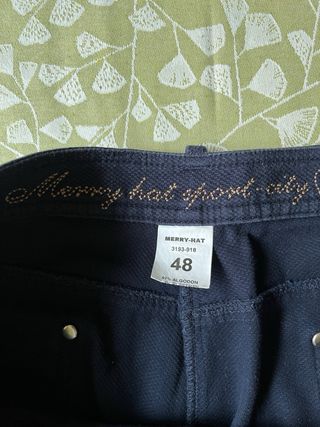 Merry hat sport-city
MERRY-HAT
3193-918
48
ALGODON